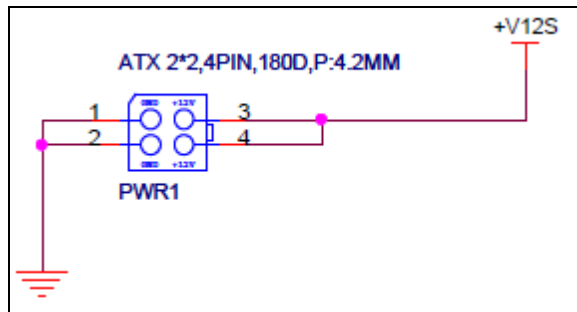 +V12S
ATX 2*2,4PIN,180D,P:4.2MM
GND +12V
1 3
2 4
GND +12V
PWR1